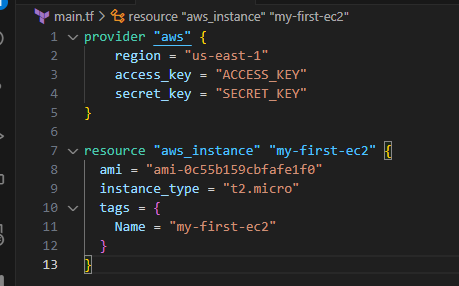 main.tf > resource "aws_instance" "my-first-ec2"
1 provider "aws" {
2 region = "us-east-1"
3 access_key = "ACCESS_KEY"
4 secret_key = "SECRET_KEY"
5 }
6
7 resource "aws_instance" "my-first-ec2" {
8 ami = "ami-0c55b159cbfafe1f0"
9 instance_type = "t2.micro"
10 tags = {
11 Name = "my-first-ec2"
12 }
13 }